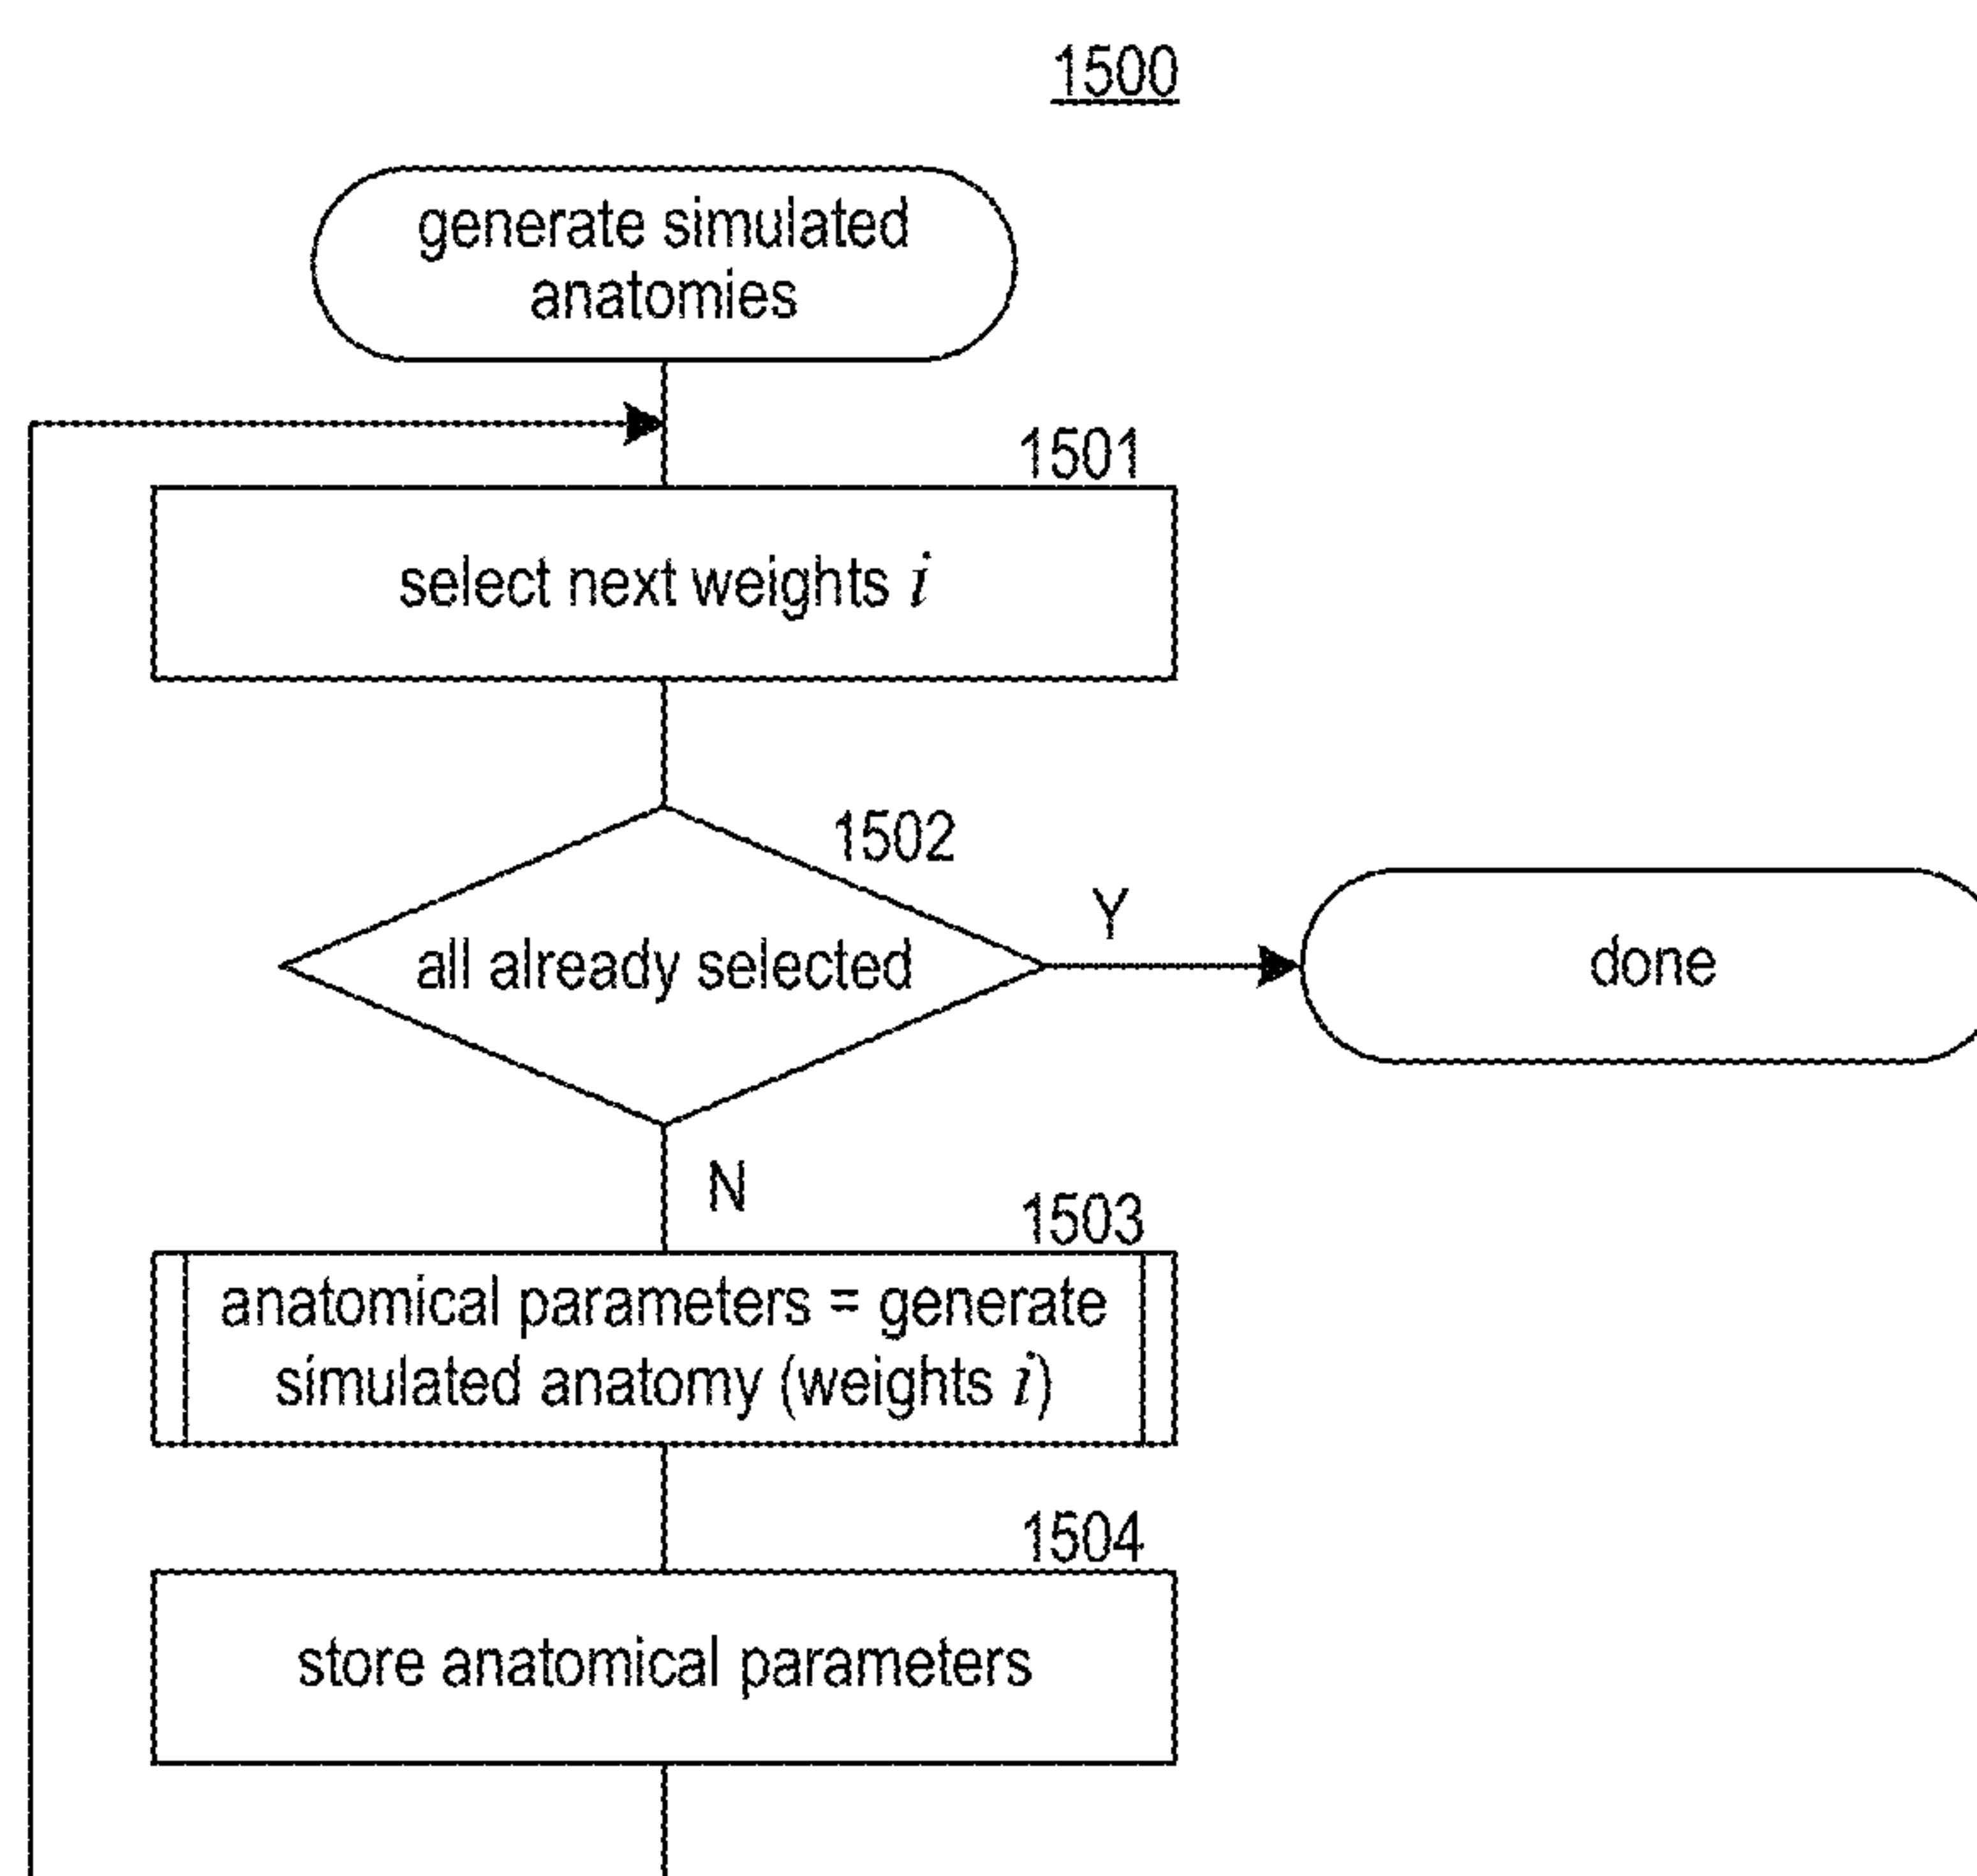 1500
generate simulated
anatomies
1501
select next weights i
1502
all already selected
Y
done
N
1503
anatomical parameters = generate
simulated anatomy (weights i)
1504
store anatomical parameters